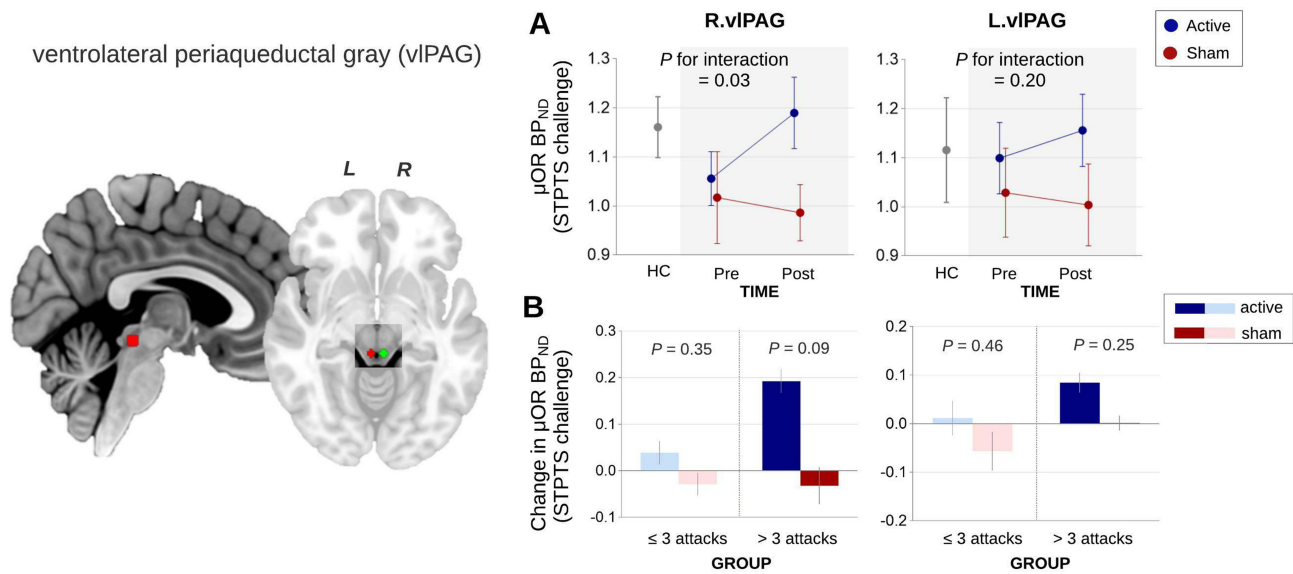 ventrolateral periaqueductal gray (vlPAG)
L R
A
R.vlPAG
L.vlPAG
Active
Sham
µOR BPND
(STPTS challenge)
1.3
1.2
1.1
1.0
0.9
P for interaction
= 0.03
HC Pre Post
TIME
1.3
1.2
1.1
1.0
0.9
P for interaction
= 0.20
HC Pre Post
TIME
B
active
sham
Change in µOR BPND
(STPTS challenge)
0.3
0.2
0.1
0.0
-0.1
P = 0.35 P = 0.09
≤ 3 attacks > 3 attacks
GROUP
0.2
0.1
0.0
-0.1
-0.2
P = 0.46 P = 0.25
≤ 3 attacks > 3 attacks
GROUP